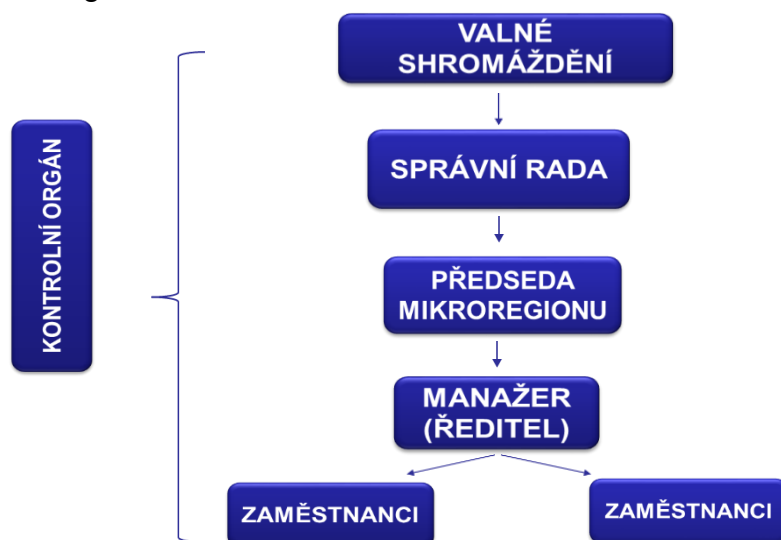 VALNÉ
SHROMÁŽDĚNÍ
KONTROLNÍ ORGÁN
SPRÁVNÍ RADA
PŘEDSEDA
MIKROREGIONU
MANAŽER
(ŘEDITEL)
ZAMĚSTNANCI
ZAMĚSTNANCI